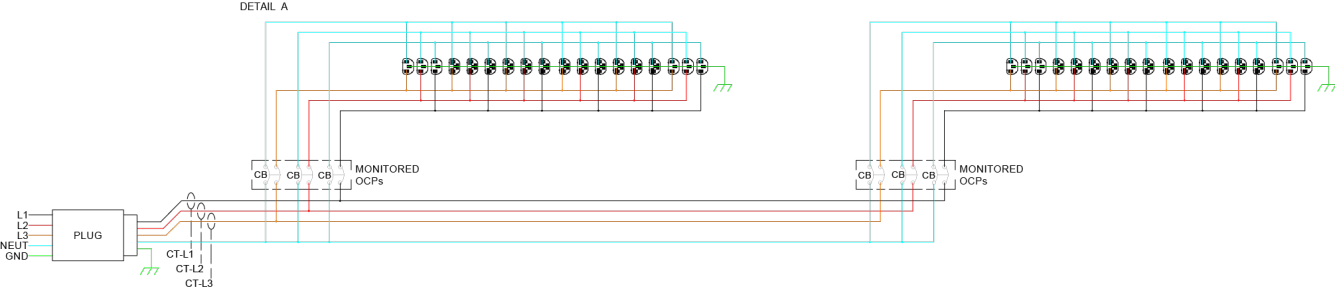 DETAIL A
CB
CB
CB
MONITORED
OCPs
CB
CB
CB
MONITORED
OCPs
L1
L2
L3
NEUT
GND
PLUG
CT-L1
CT-L2
CT-L3